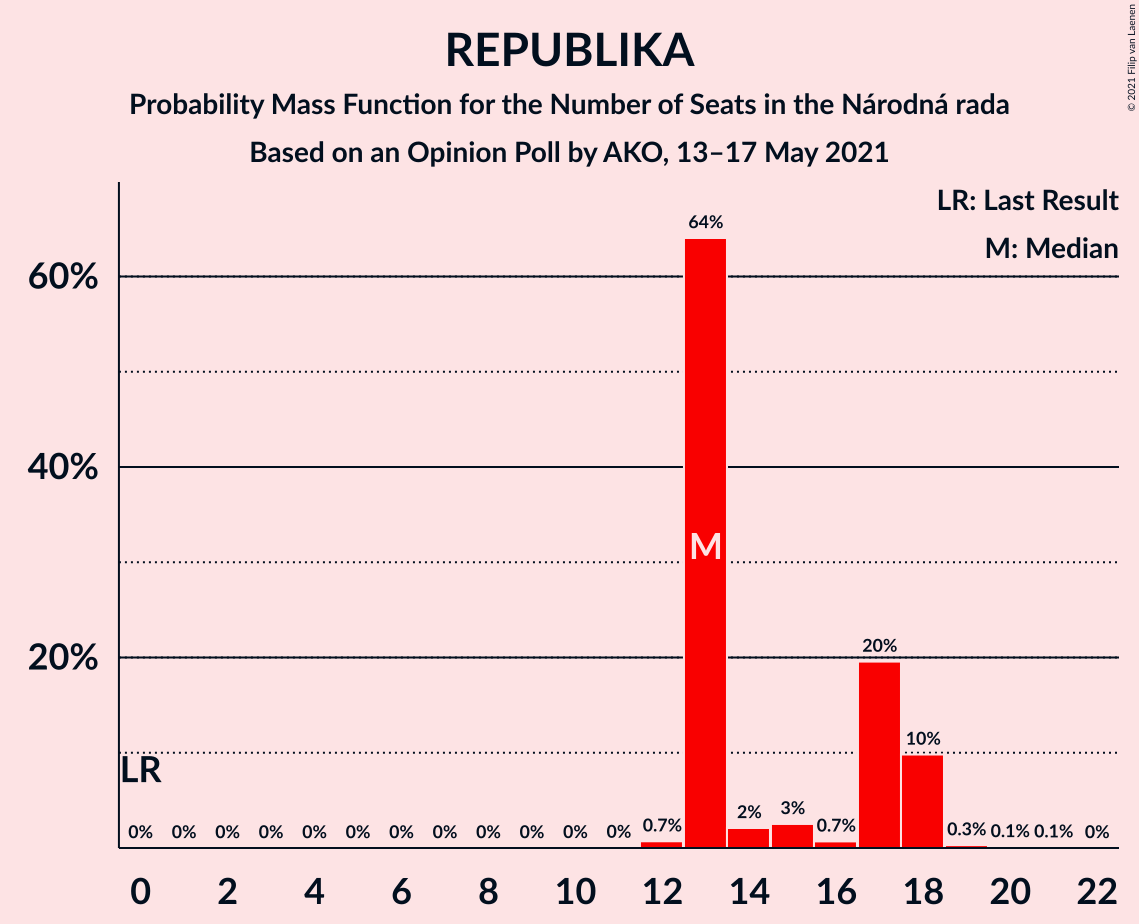 REPUBLIKA
Probability Mass Function for the Number of Seats in the Národná rada
Based on an Opinion Poll by AKO, 13–17 May 2021
© 2021 Filip van Laenen
LR: Last Result
M: Median
64%
60%
40%
M
20%
20%
10%
LR
0% 0% 0% 0% 0% 0% 0% 0% 0% 0% 0% 0% 0.7% 2% 3% 0.7% 0.3% 0.1% 0.1% 0%
0 2 4 6 8 10 12 14 16 18 20 22